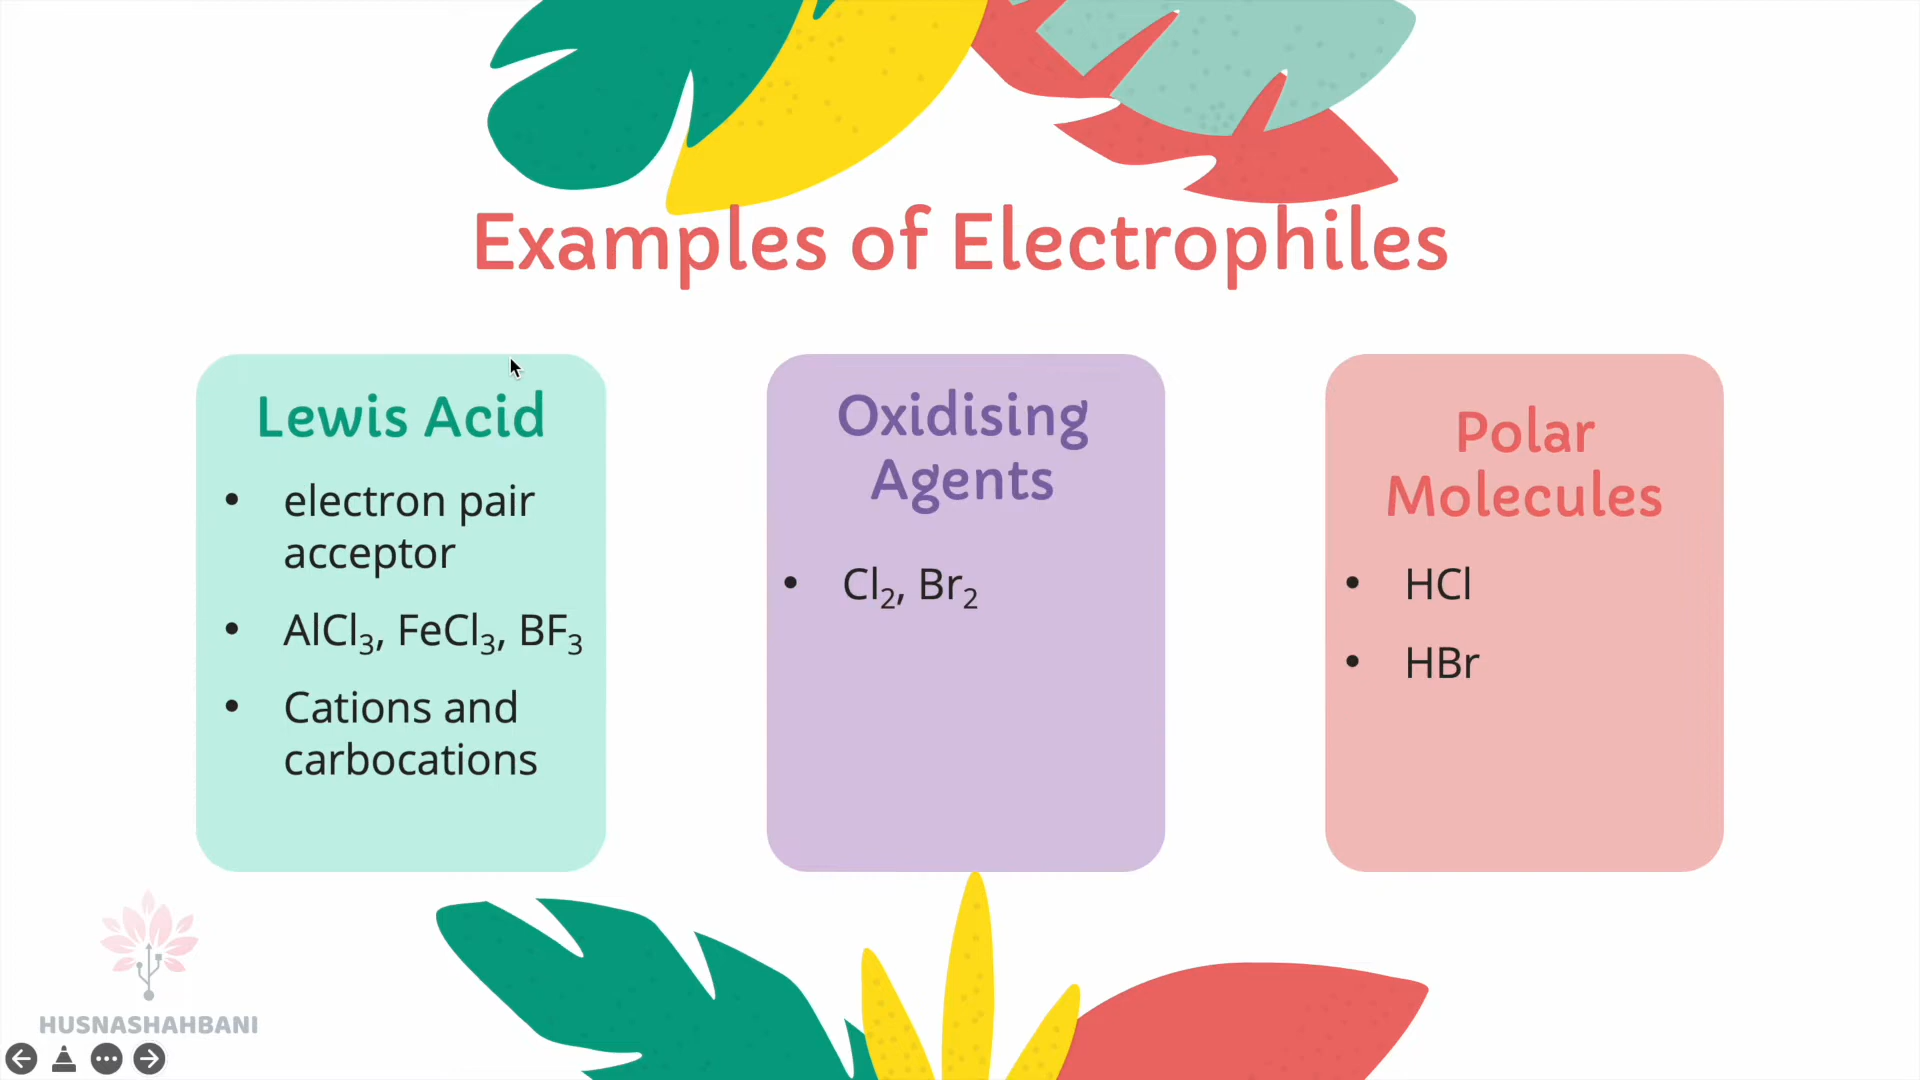 Examples of Electrophiles
Lewis Acid
• electron pair
acceptor
• AlCl₃, FeCl₃, BF₃
• Cations and
carbocations
Oxidising
Agents
• Cl₂, Br₂
Polar
Molecules
• HCl
• HBr
HUSNASHAHBANI